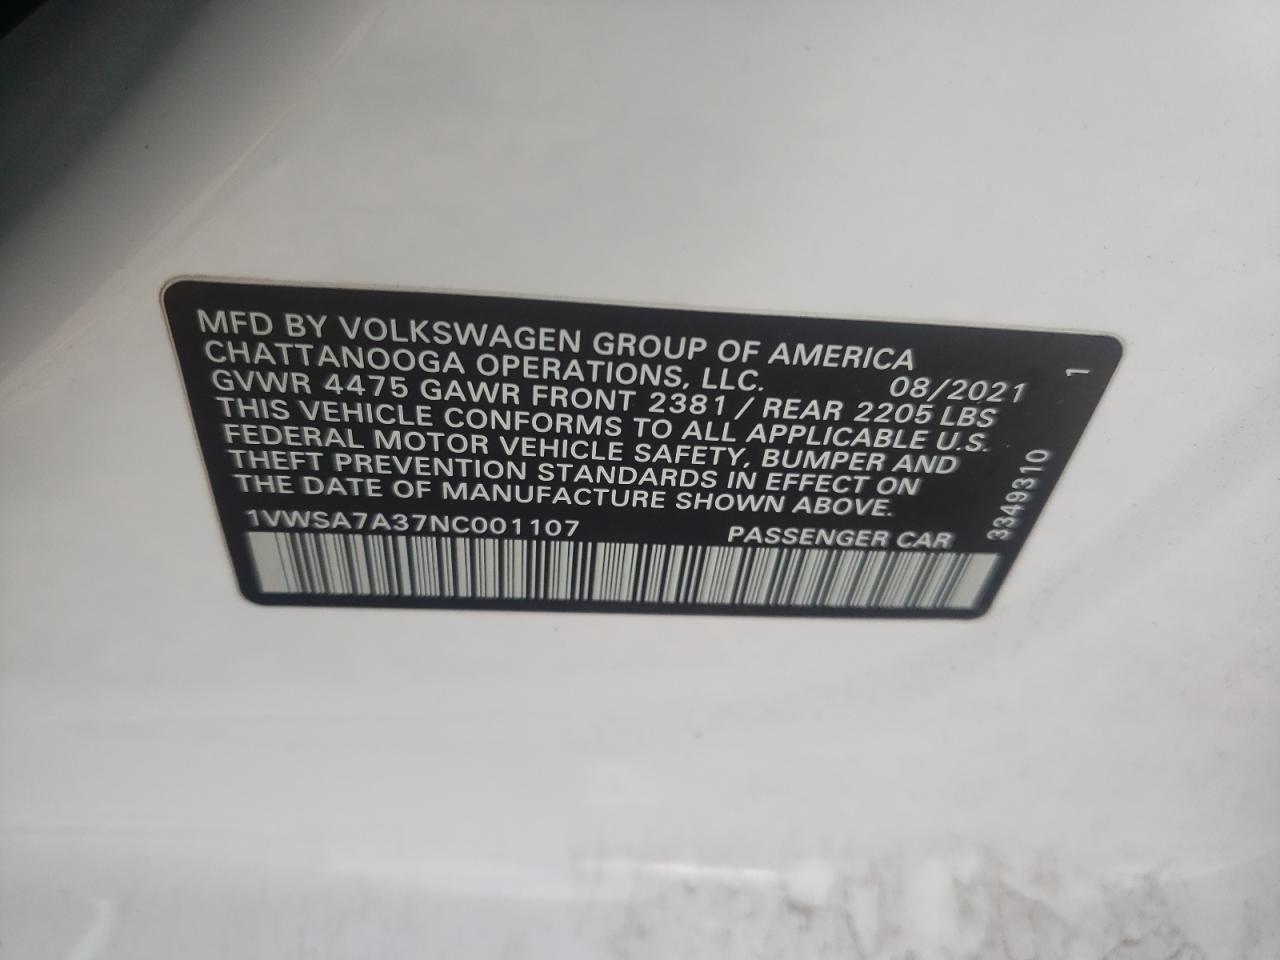 MFD BY VOLKSWAGEN GROUP OF AMERICA
CHATTANOOGA OPERATIONS, LLC. 08/2021 1
GVWR 4475 GAWR FRONT 2381 / REAR 2205 LBS
THIS VEHICLE CONFORMS TO ALL APPLICABLE U.S.
FEDERAL MOTOR VEHICLE SAFETY, BUMPER AND
THEFT PREVENTION STANDARDS IN EFFECT ON
THE DATE OF MANUFACTURE SHOWN ABOVE.
1VWSA7A37NC001107 PASSENGER CAR
3349310